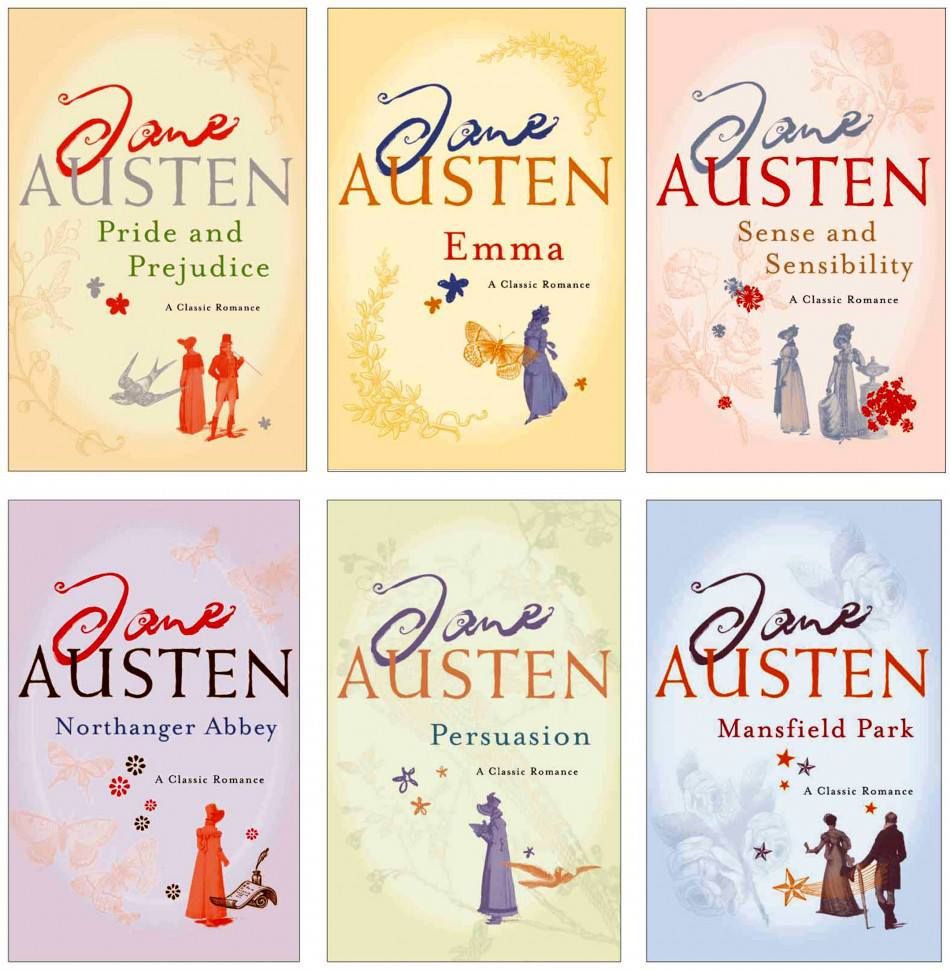 Jane
AUSTEN
Pride and
Prejudice
A Classic Romance
Jane
AUSTEN
Emma
A Classic Romance
Jane
AUSTEN
Sense and
Sensibility
A Classic Romance
Jane
AUSTEN
Northanger Abbey
A Classic Romance
Jane
AUSTEN
Persuasion
A Classic Romance
Jane
AUSTEN
Mansfield Park
A Classic Romance